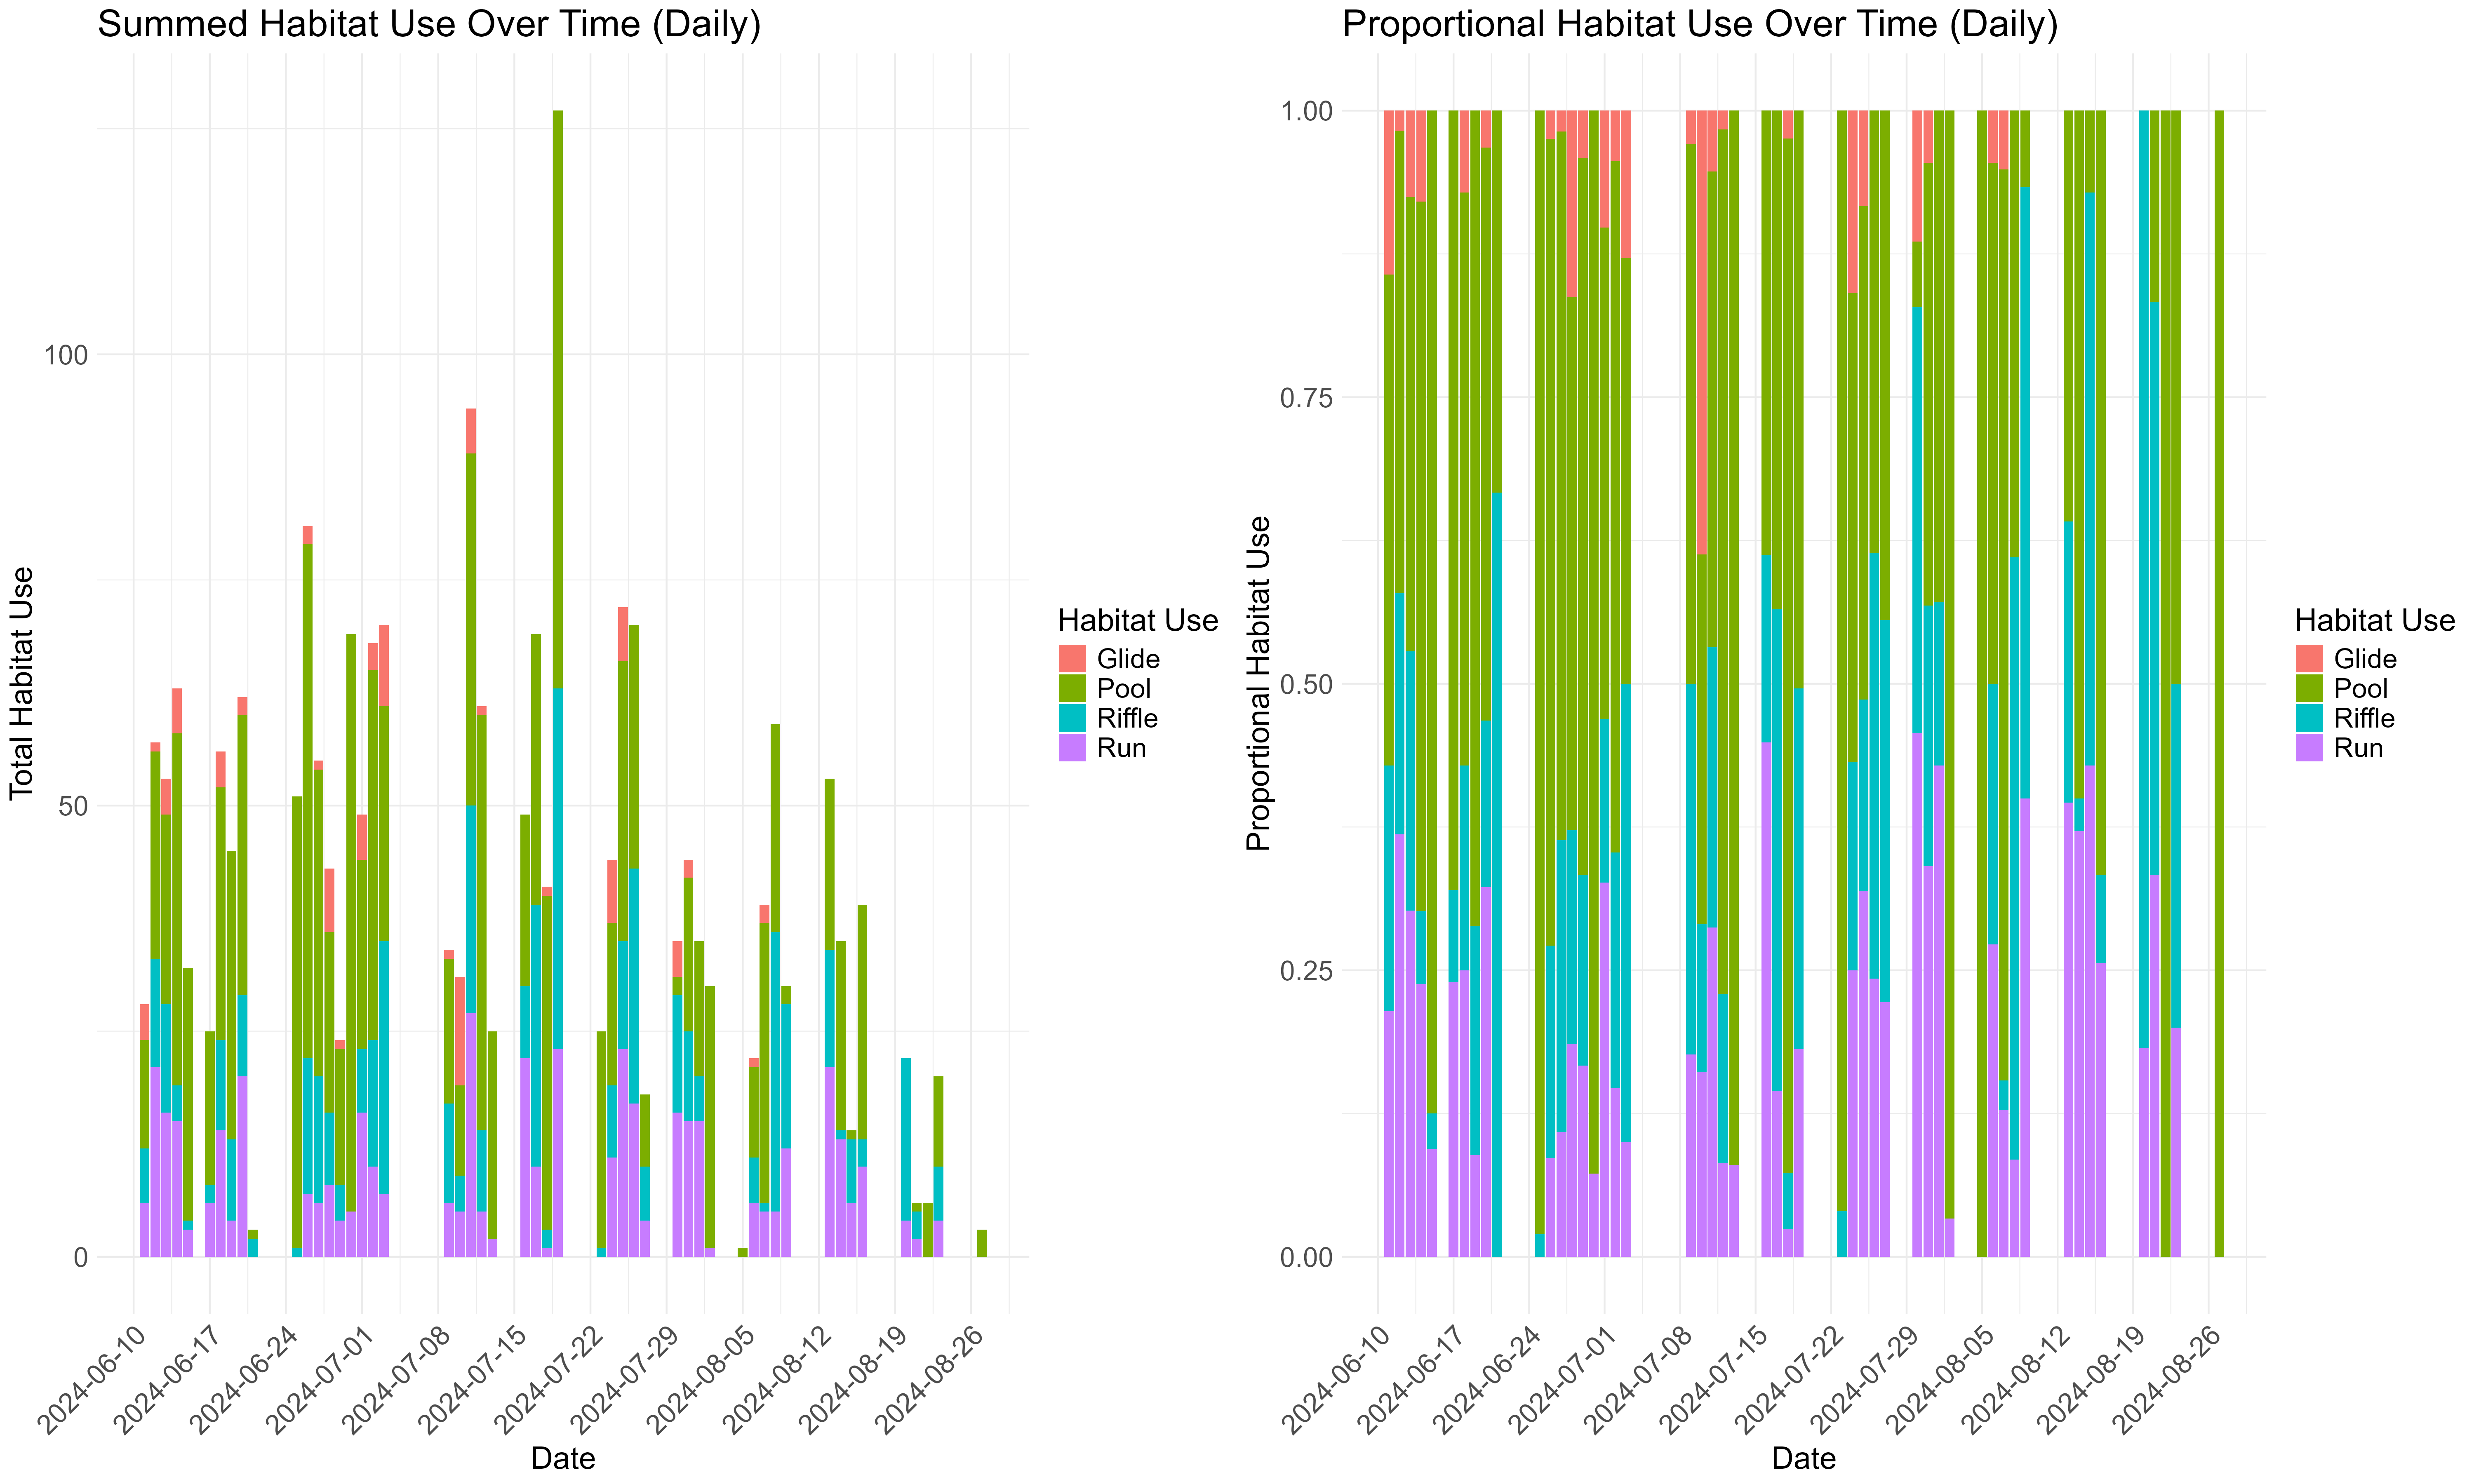 Summed Habitat Use Over Time (Daily)
Total Habitat Use
100
50
0
2024-06-10
2024-06-17
2024-06-24
2024-07-01
2024-07-08
2024-07-15
2024-07-22
2024-07-29
2024-08-05
2024-08-12
2024-08-19
2024-08-26
Date
Habitat Use
Glide
Pool
Riffle
Run
Proportional Habitat Use Over Time (Daily)
Proportional Habitat Use
1.00
0.75
0.50
0.25
0.00
2024-06-10
2024-06-17
2024-06-24
2024-07-01
2024-07-08
2024-07-15
2024-07-22
2024-07-29
2024-08-05
2024-08-12
2024-08-19
2024-08-26
Date
Habitat Use
Glide
Pool
Riffle
Run